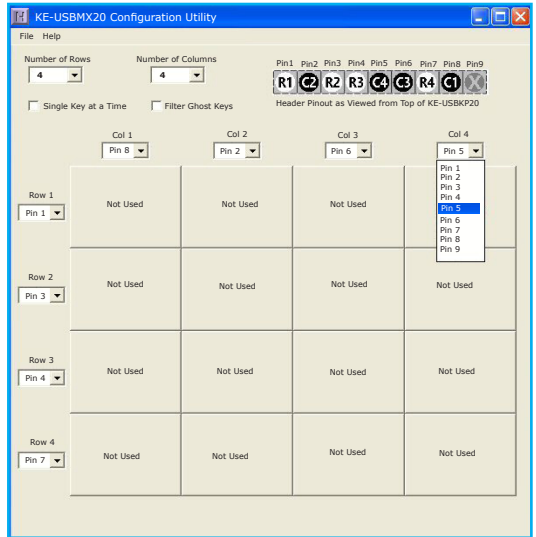 KE-USBMX20 Configuration Utility
File Help
Number of Rows Number of Columns
4 4
Pin1 Pin2 Pin3 Pin4 Pin5 Pin6 Pin7 Pin8 Pin9
R1 C2 R2 R3 C4 C3 R4 C1 X
Single Key at a Time Filter Ghost Keys
Header Pinout as Viewed from Top of KE-USBKP20
Col 1 Col 2 Col 3 Col 4
Pin 8 Pin 2 Pin 6 Pin 5
Pin 1
Pin 2
Pin 3
Pin 4
Pin 5
Pin 6
Pin 7
Pin 8
Pin 9
Row 1
Pin 1
Not Used Not Used Not Used
Row 2
Pin 3
Not Used Not Used Not Used Not Used
Row 3
Pin 4
Not Used Not Used Not Used Not Used
Row 4
Pin 7
Not Used Not Used Not Used Not Used